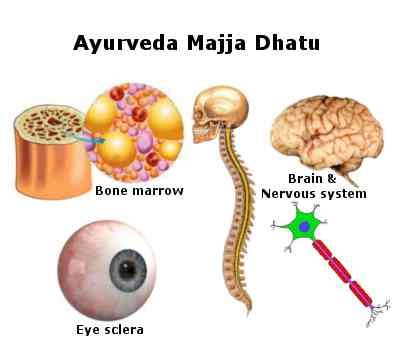 Ayurveda Majja Dhatu
Bone marrow
Brain &
Nervous system
Eye sclera